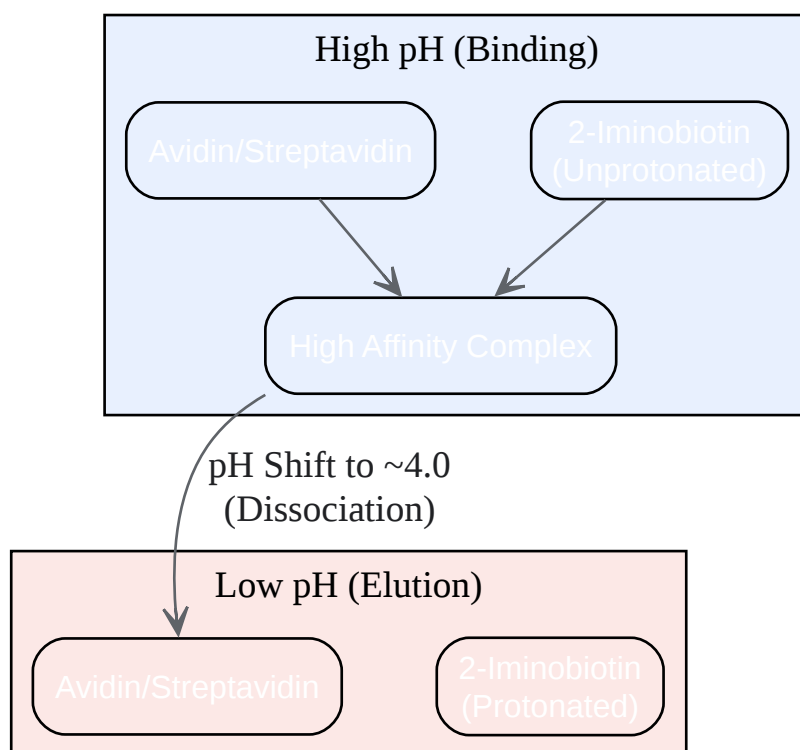 High pH (Binding)
Avidin/Streptavidin
2-Iminobiotin
(Unprotonated)
High Affinity Complex
pH Shift to ~4.0
(Dissociation)
Low pH (Elution)
Avidin/Streptavidin
2-Iminobiotin
(Protonated)